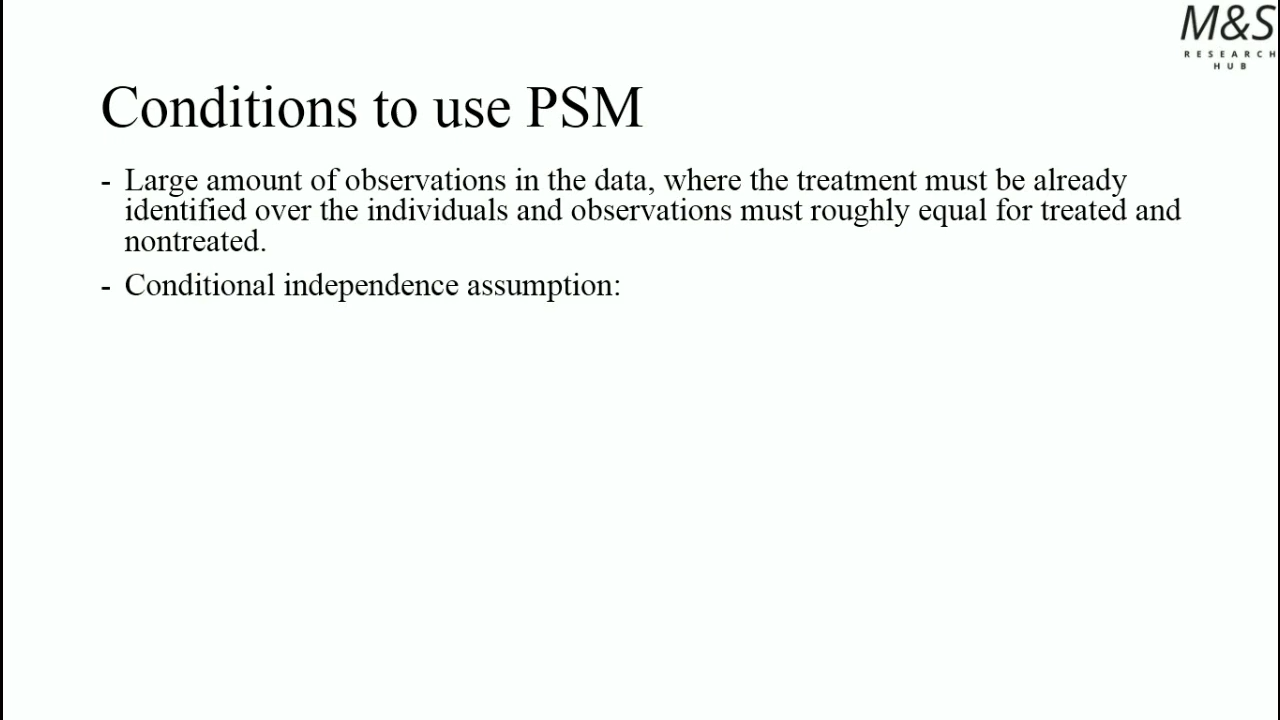 M&S
RESEARCH
HUB
Conditions to use PSM
- Large amount of observations in the data, where the treatment must be already
identified over the individuals and observations must roughly equal for treated and
nontreated.
- Conditional independence assumption: